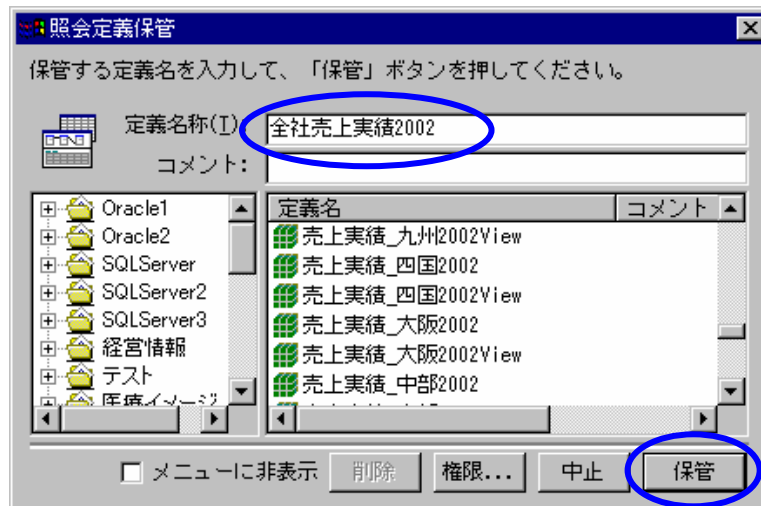 照会定義保管
保管する定義名を入力して、「保管」ボタンを押してください。
定義名称(I): 全社売上実績2002
コメント:
Oracle1
Oracle2
SQLServer
SQLServer2
SQLServer3
経営情報
テスト
医療イメージ
定義名 コメント
売上実績_九州2002View
売上実績_四国2002
売上実績_四国2002View
売上実績_大阪2002
売上実績_大阪2002View
売上実績_中部2002
メニューに非表示 削除 権限... 中止 保管